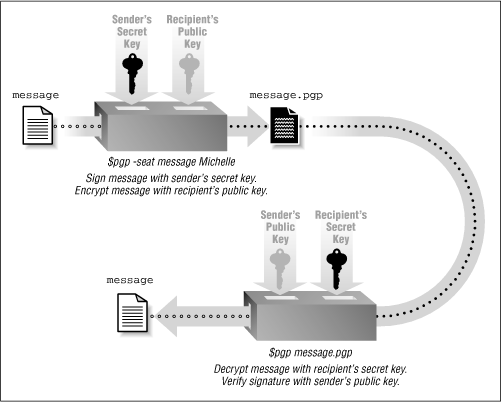 Sender's
Secret
Key
Recipient's
Public
Key
message
message.pgp
$pgp -seat message Michelle
Sign message with sender's secret key.
Encrypt message with recipient's public key.
Sender's
Public
Key
Recipient's
Secret
Key
message
$pgp message.pgp
Decrypt message with recipient's secret key.
Verify signature with sender's public key.